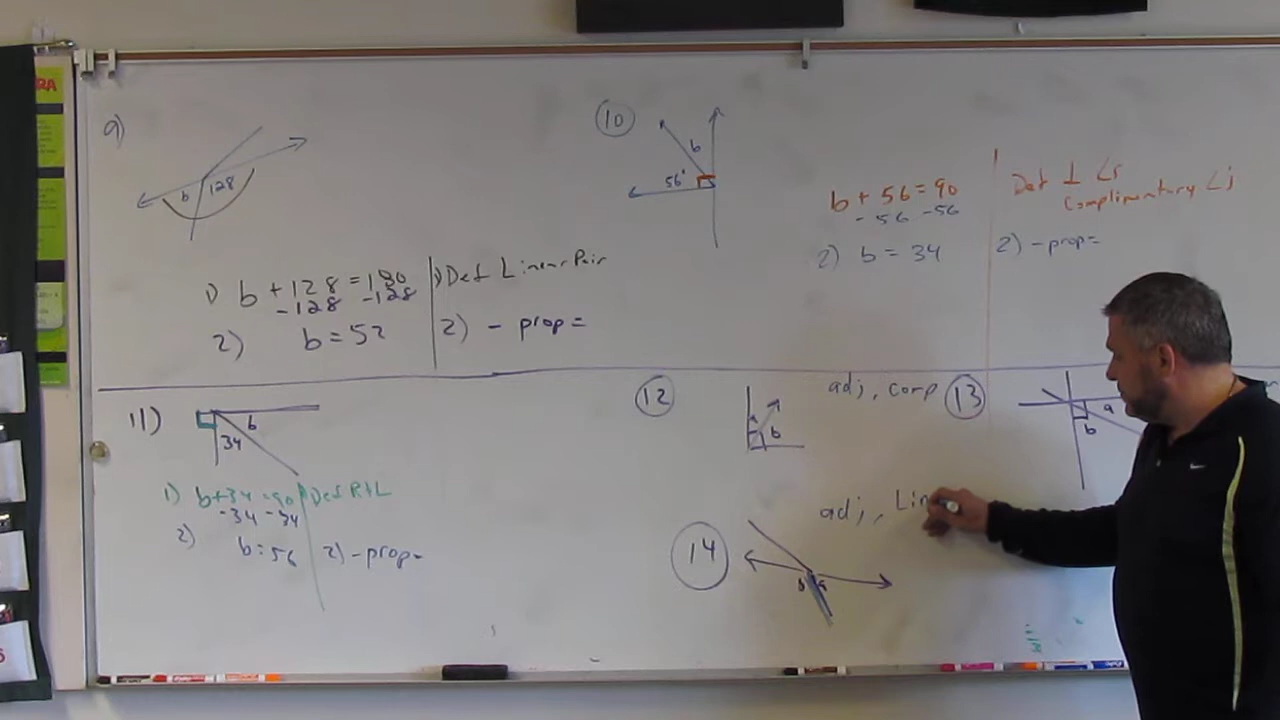 RA
9)
b 128
1) b + 128 = 180 1) Def Linear Pair
-128 -128
2) b = 52 2) - prop =
10
b
56°
b + 56 = 90 Def ⊥ ∠s
- 56 -56 Complimentary ∠s
2) b = 34 2) - prop =
11)
b
34
1) b+34 = 90 Def Rt∠
-34 -34
2) b = 56 2) - prop =
12 adj, comp
b
13
a
b
14 adj, Lin
b a